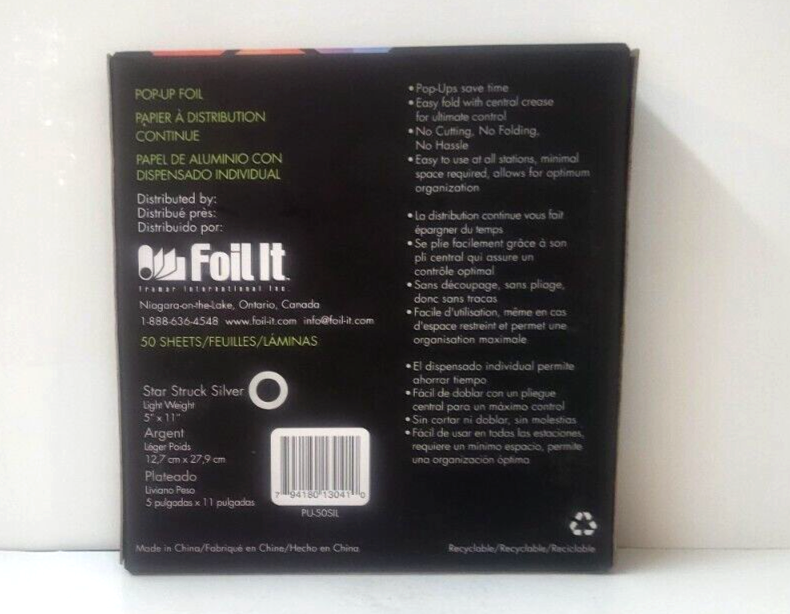 POP-UP FOIL
PAPIER À DISTRIBUTION
CONTINUE
PAPEL DE ALUMINIO CON
DISPENSADO INDIVIDUAL
Distributed by:
Distribué près:
Distribuido por:
Foil It
framar international inc.
Niagara-on-the-Lake, Ontario, Canada
1-888-636-4548 www.foil-it.com info@foil-it.com
50 SHEETS/FEUILLES/LÁMINAS
Star Struck Silver
Light Weight
5" x 11"
Argent
Léger Poids
12,7 cm x 27,9 cm
Plateado
Liviano Peso
5 pulgadas x 11 pulgadas
7 94180 13041 0
PU-50SIL
Made in China/Fabriqué en Chine/Hecho en China
• Pop-Ups save time
• Easy fold with central crease
for ultimate control
• No Cutting, No Folding,
No Hassle
• Easy to use at all stations, minimal
space required, allows for optimum
organization
• La distribution continue vous fait
épargner du temps
• Se plie facilement grâce à son
pli central qui assure un
contrôle optimal
• Sans découpage, sans pliage,
donc sans tracas
• Facile d'utilisation, même en cas
d'espace restreint et permet une
organisation maximale
• El dispensado individual permite
ahorrar tiempo
• Fácil de doblar con un pliegue
central para un máximo control
• Sin cortar ni doblar, sin molestias
• Fácil de usar en todas las estaciones,
requiere un mínimo espacio, permite
una organización óptima
Recyclable/Recyclable/Reciclable